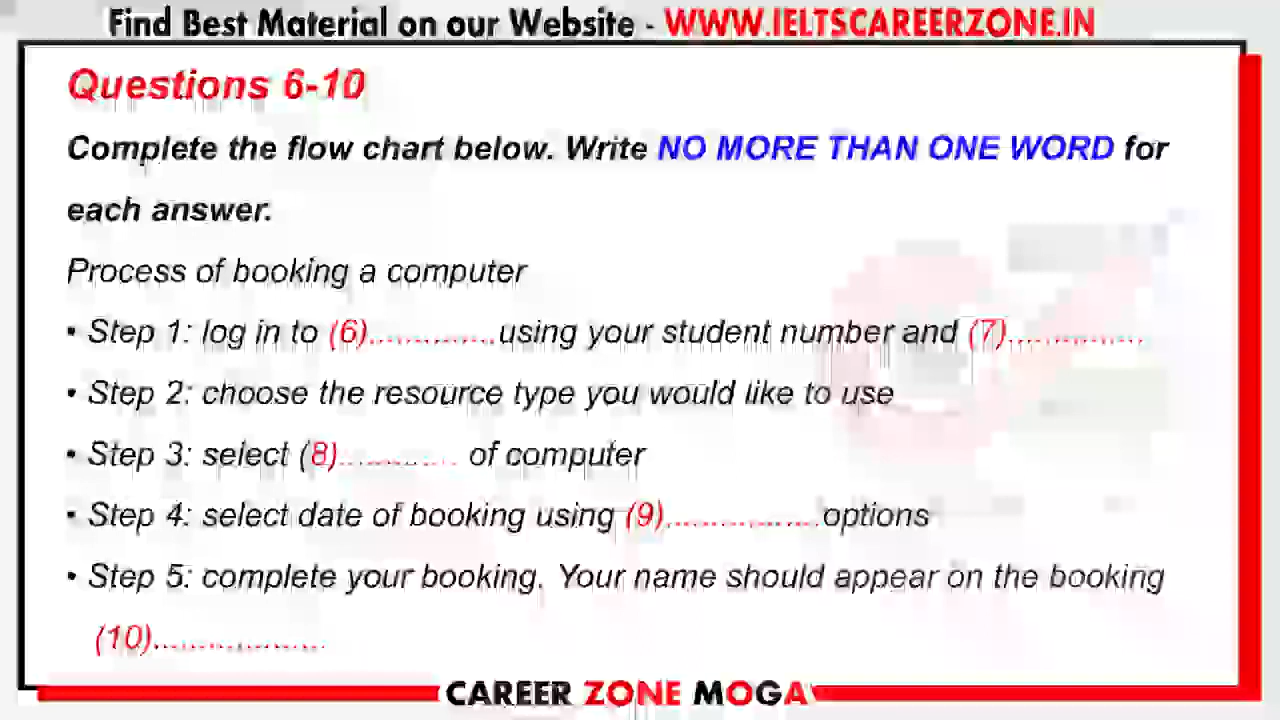 Find Best Material on our Website - WWW.IELTSCAREERZONE.IN
Questions 6-10
Complete the flow chart below. Write NO MORE THAN ONE WORD for
each answer.
Process of booking a computer
• Step 1: log in to (6)..............using your student number and (7)...............
• Step 2: choose the resource type you would like to use
• Step 3: select (8)............. of computer
• Step 4: select date of booking using (9)................options
• Step 5: complete your booking. Your name should appear on the booking
(10)...................
CAREER ZONE MOGA